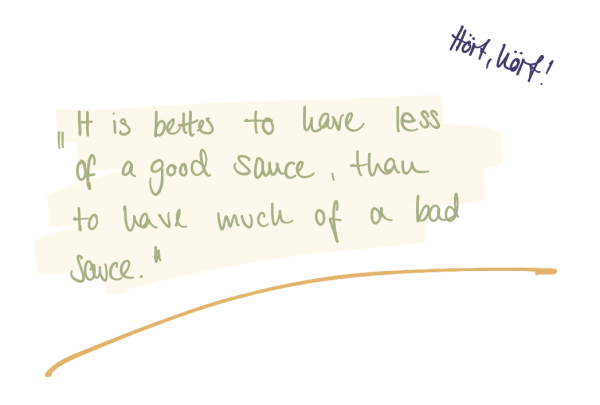 Hört, hört!
"It is better to have less
of a good sauce, than
to have much of a bad
sauce."